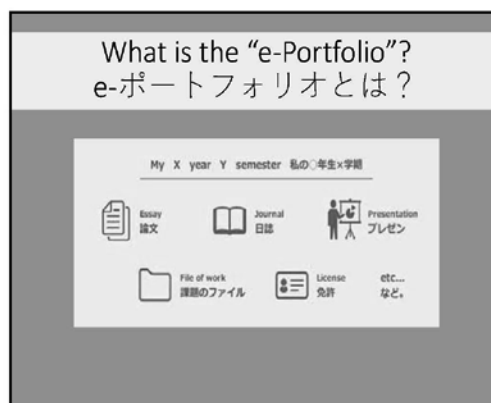 What is the “e-Portfolio”?
e-ポートフォリオとは？
My X year Y semester 私の○年生×学期
Essay
論文
Journal
日誌
Presentation
プレゼン
File of work
課題のファイル
License
免許
etc...
など。